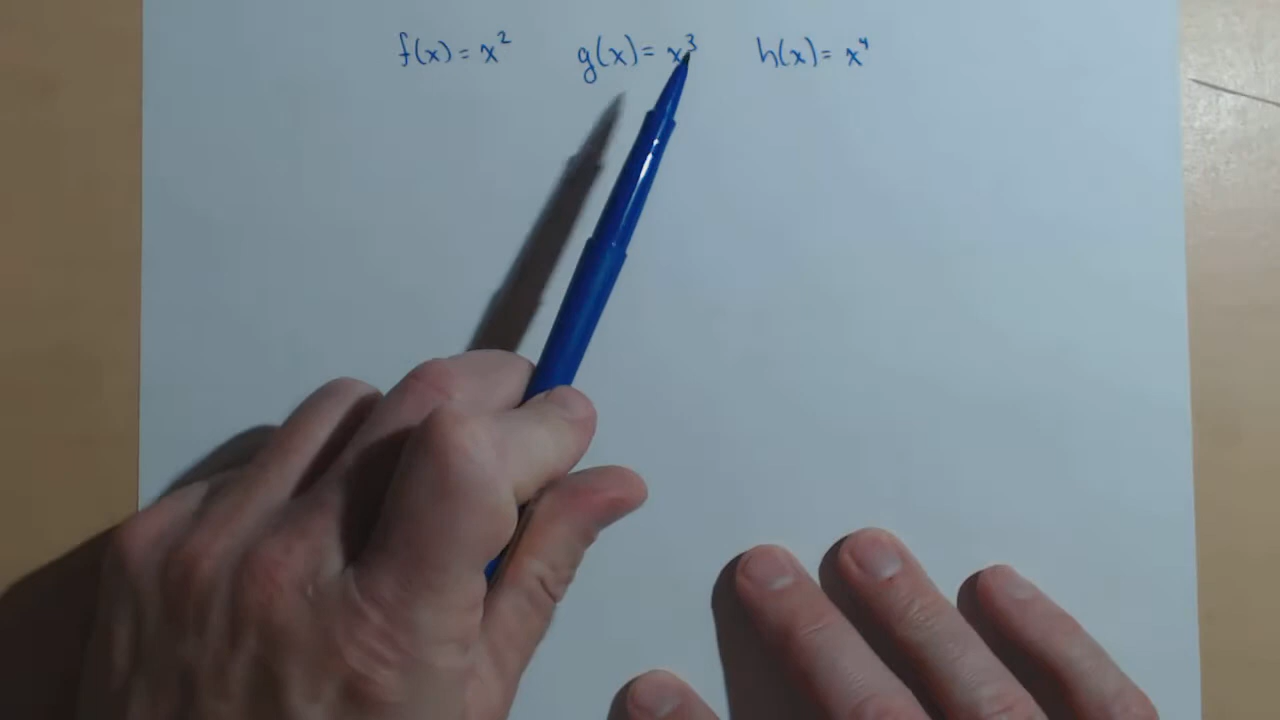 f(x) = x² g(x) = x³ h(x) = x⁴